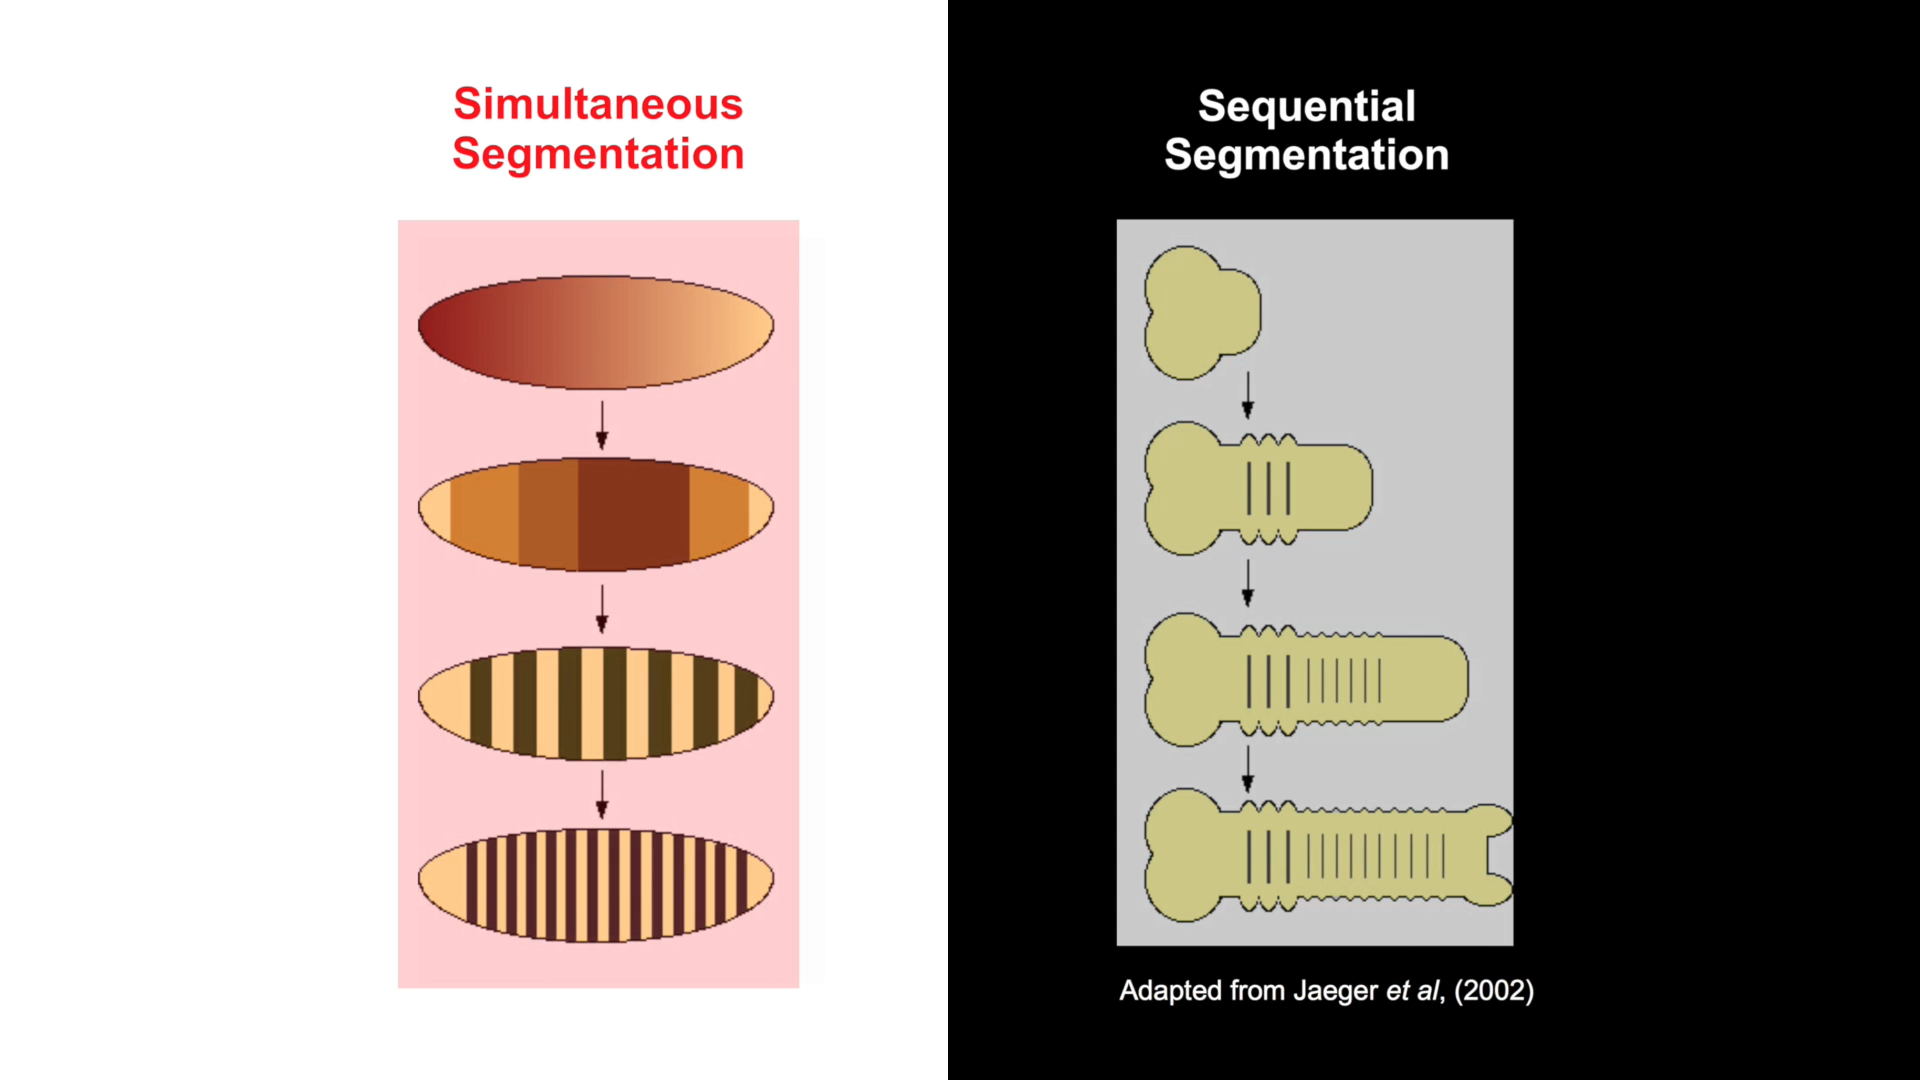 Simultaneous
Segmentation
Sequential
Segmentation
Adapted from Jaeger et al, (2002)